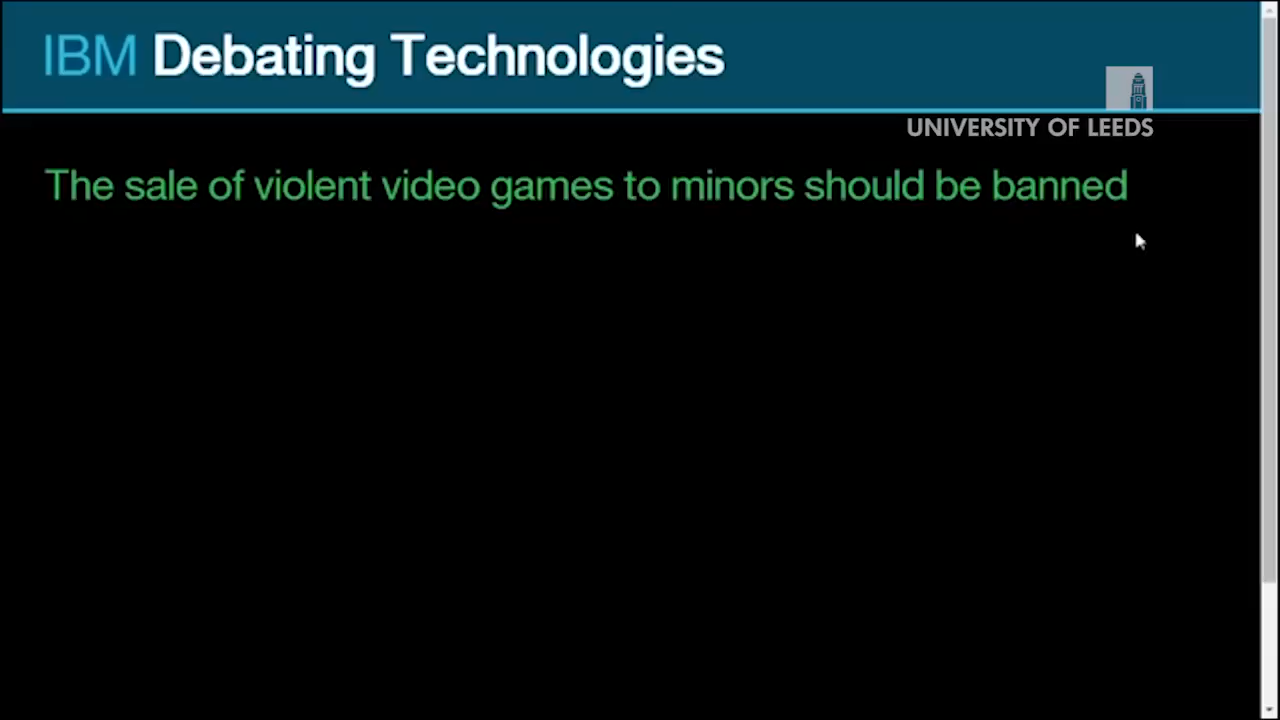 IBM Debating Technologies
UNIVERSITY OF LEEDS
The sale of violent video games to minors should be banned